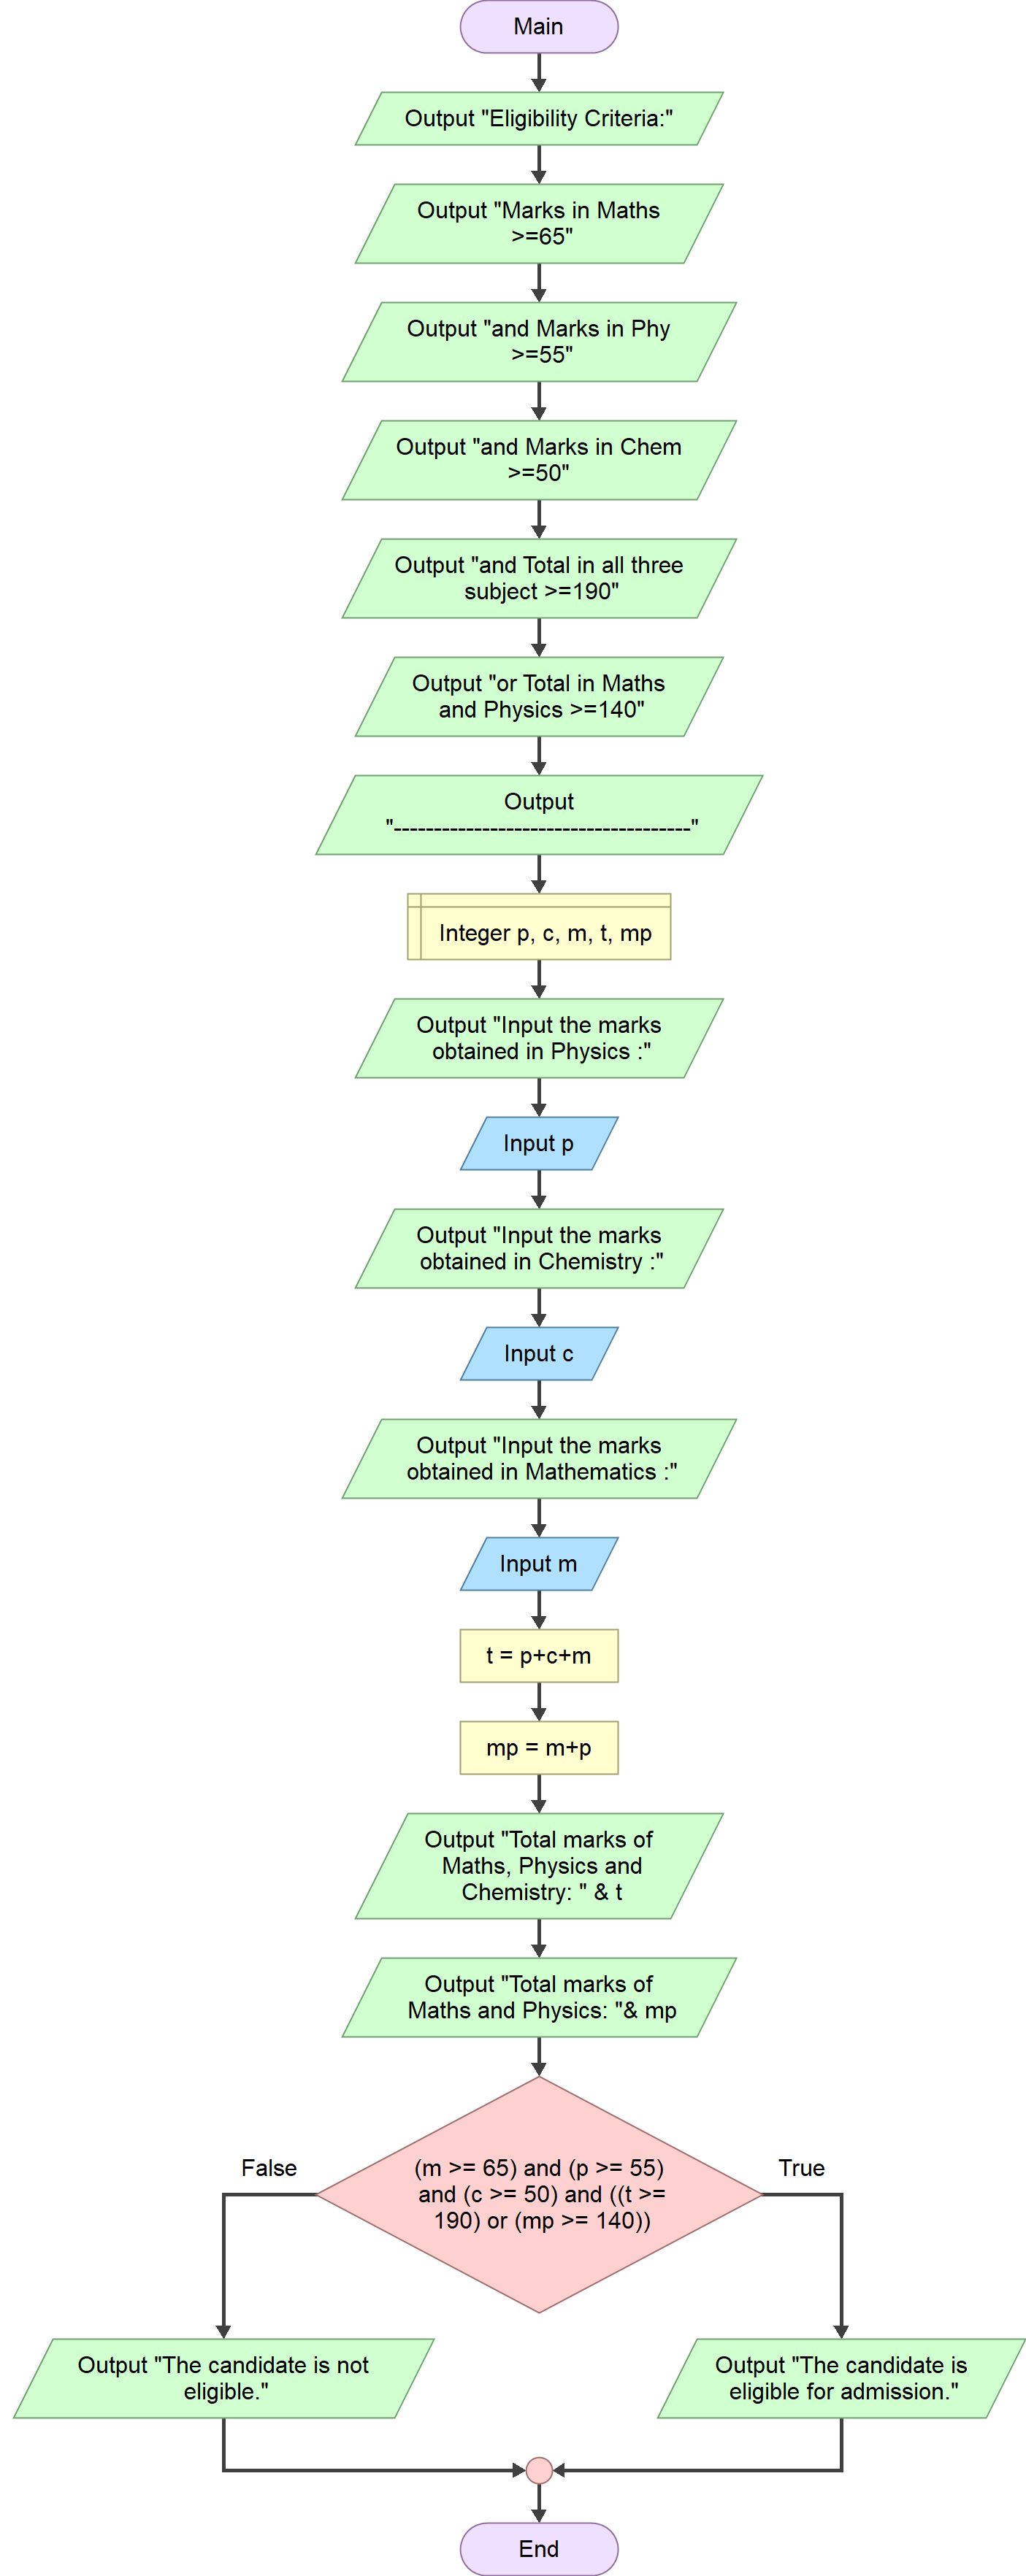 Main
Output "Eligibility Criteria:"
Output "Marks in Maths
>=65"
Output "and Marks in Phy
>=55"
Output "and Marks in Chem
>=50"
Output "and Total in all three
subject >=190"
Output "or Total in Maths
and Physics >=140"
Output
"-------------------------------------"
Integer p, c, m, t, mp
Output "Input the marks
obtained in Physics :"
Input p
Output "Input the marks
obtained in Chemistry :"
Input c
Output "Input the marks
obtained in Mathematics :"
Input m
t = p+c+m
mp = m+p
Output "Total marks of
Maths, Physics and
Chemistry: " & t
Output "Total marks of
Maths and Physics: "& mp
False
True
(m >= 65) and (p >= 55)
and (c >= 50) and ((t >=
190) or (mp >= 140))
Output "The candidate is not
eligible."
Output "The candidate is
eligible for admission."
End